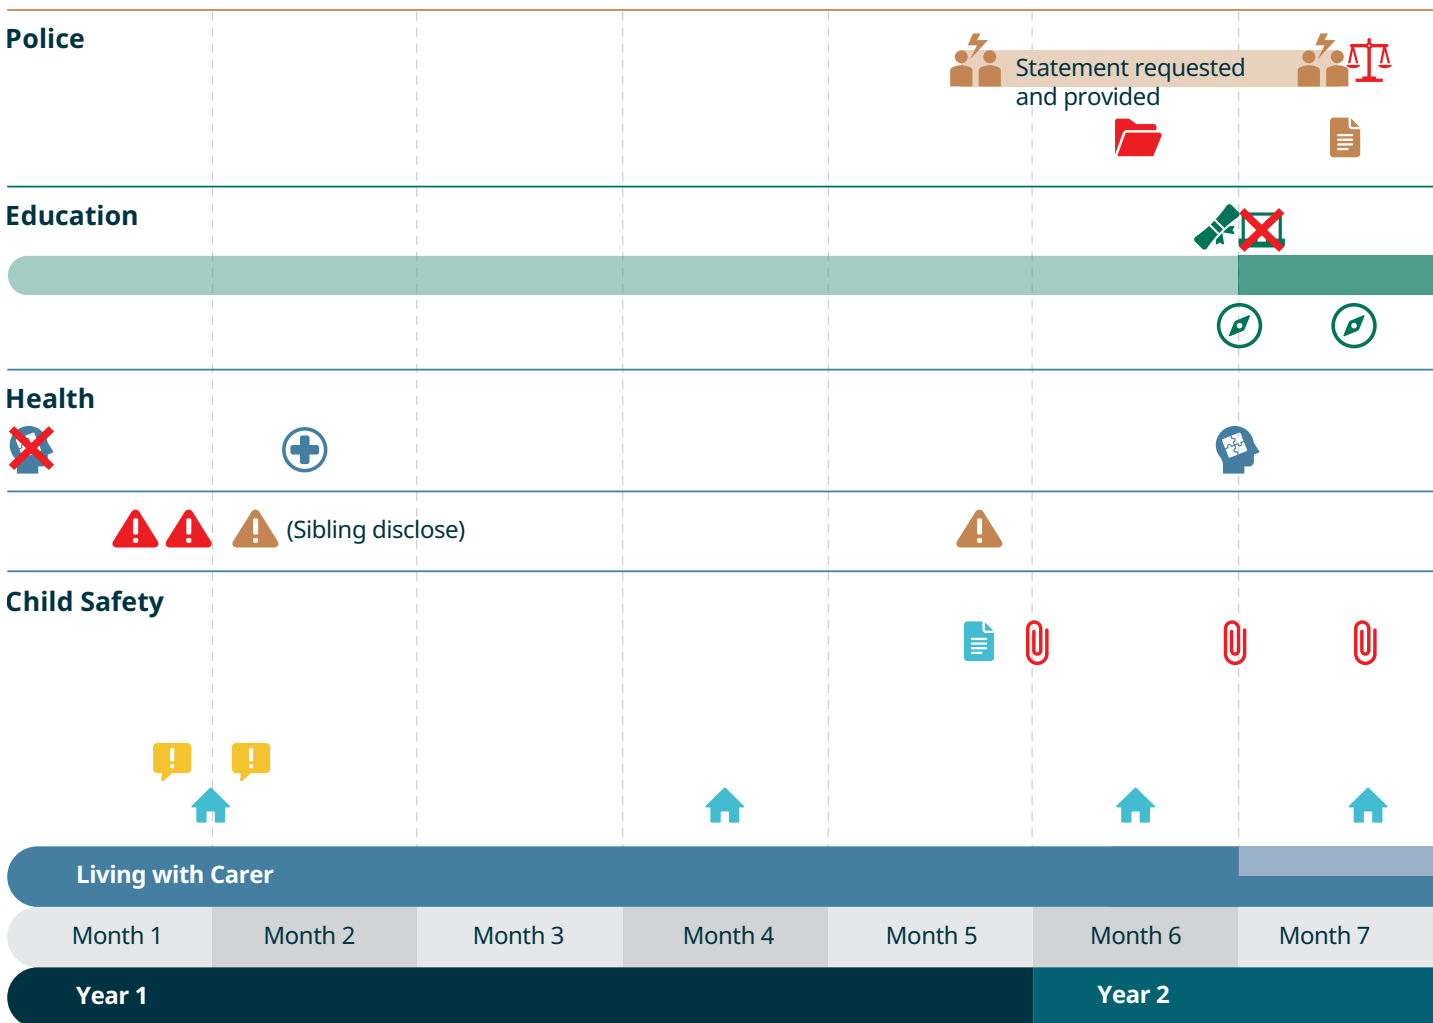 Police
Statement requested
and provided
Education
Health
(Sibling disclose)
Child Safety
Living with Carer
Month 1
Month 2
Month 3
Month 4
Month 5
Month 6
Month 7
Year 1
Year 2